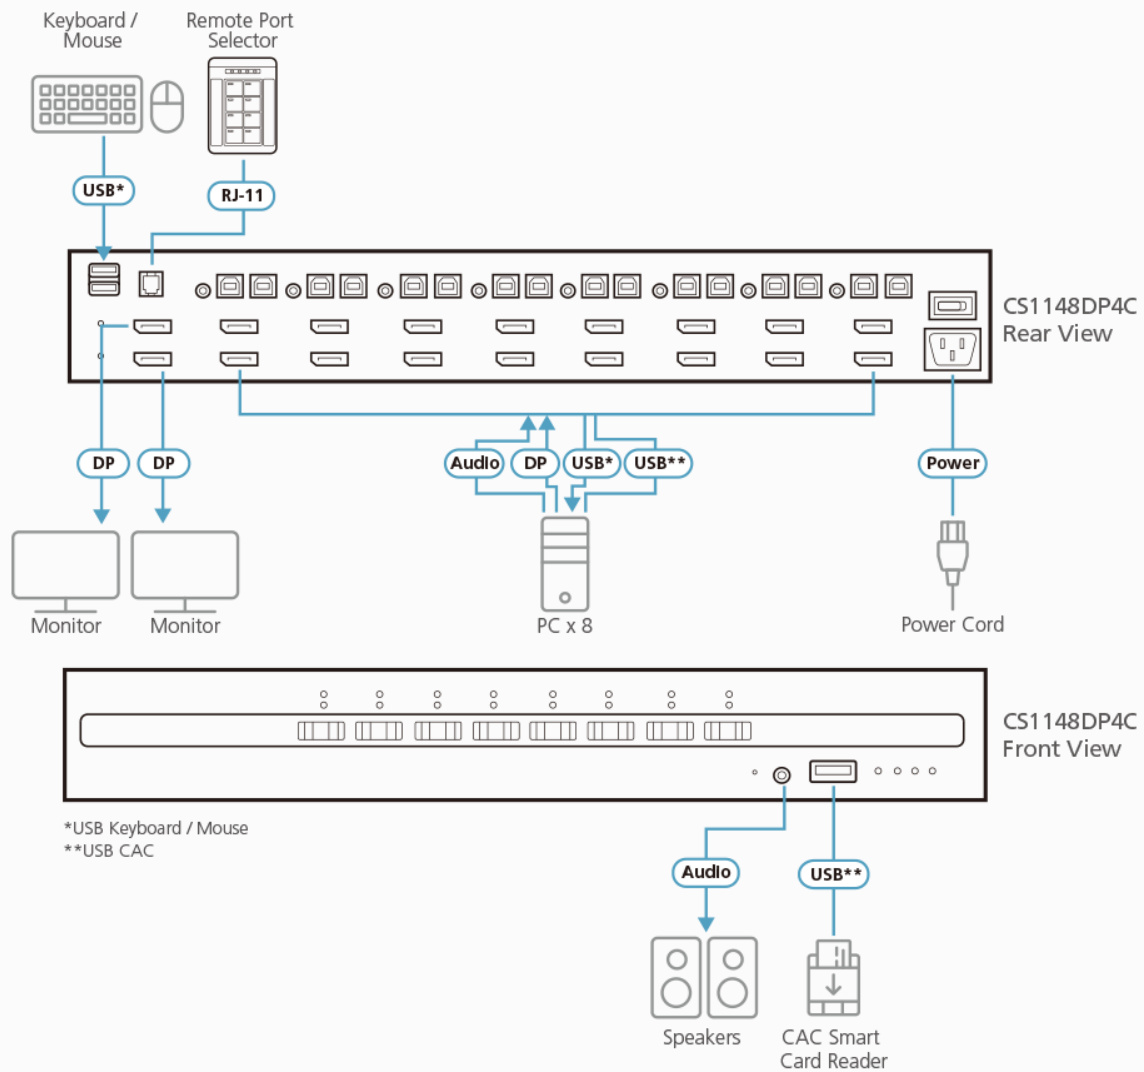 Keyboard /
Mouse
Remote Port
Selector
USB*
RJ-11
CS1148DP4C
Rear View
DP
DP
Audio
DP
USB*
USB**
Power
Monitor
Monitor
PC x 8
Power Cord
CS1148DP4C
Front View
*USB Keyboard / Mouse
**USB CAC
Audio
USB**
Speakers
CAC Smart
Card Reader